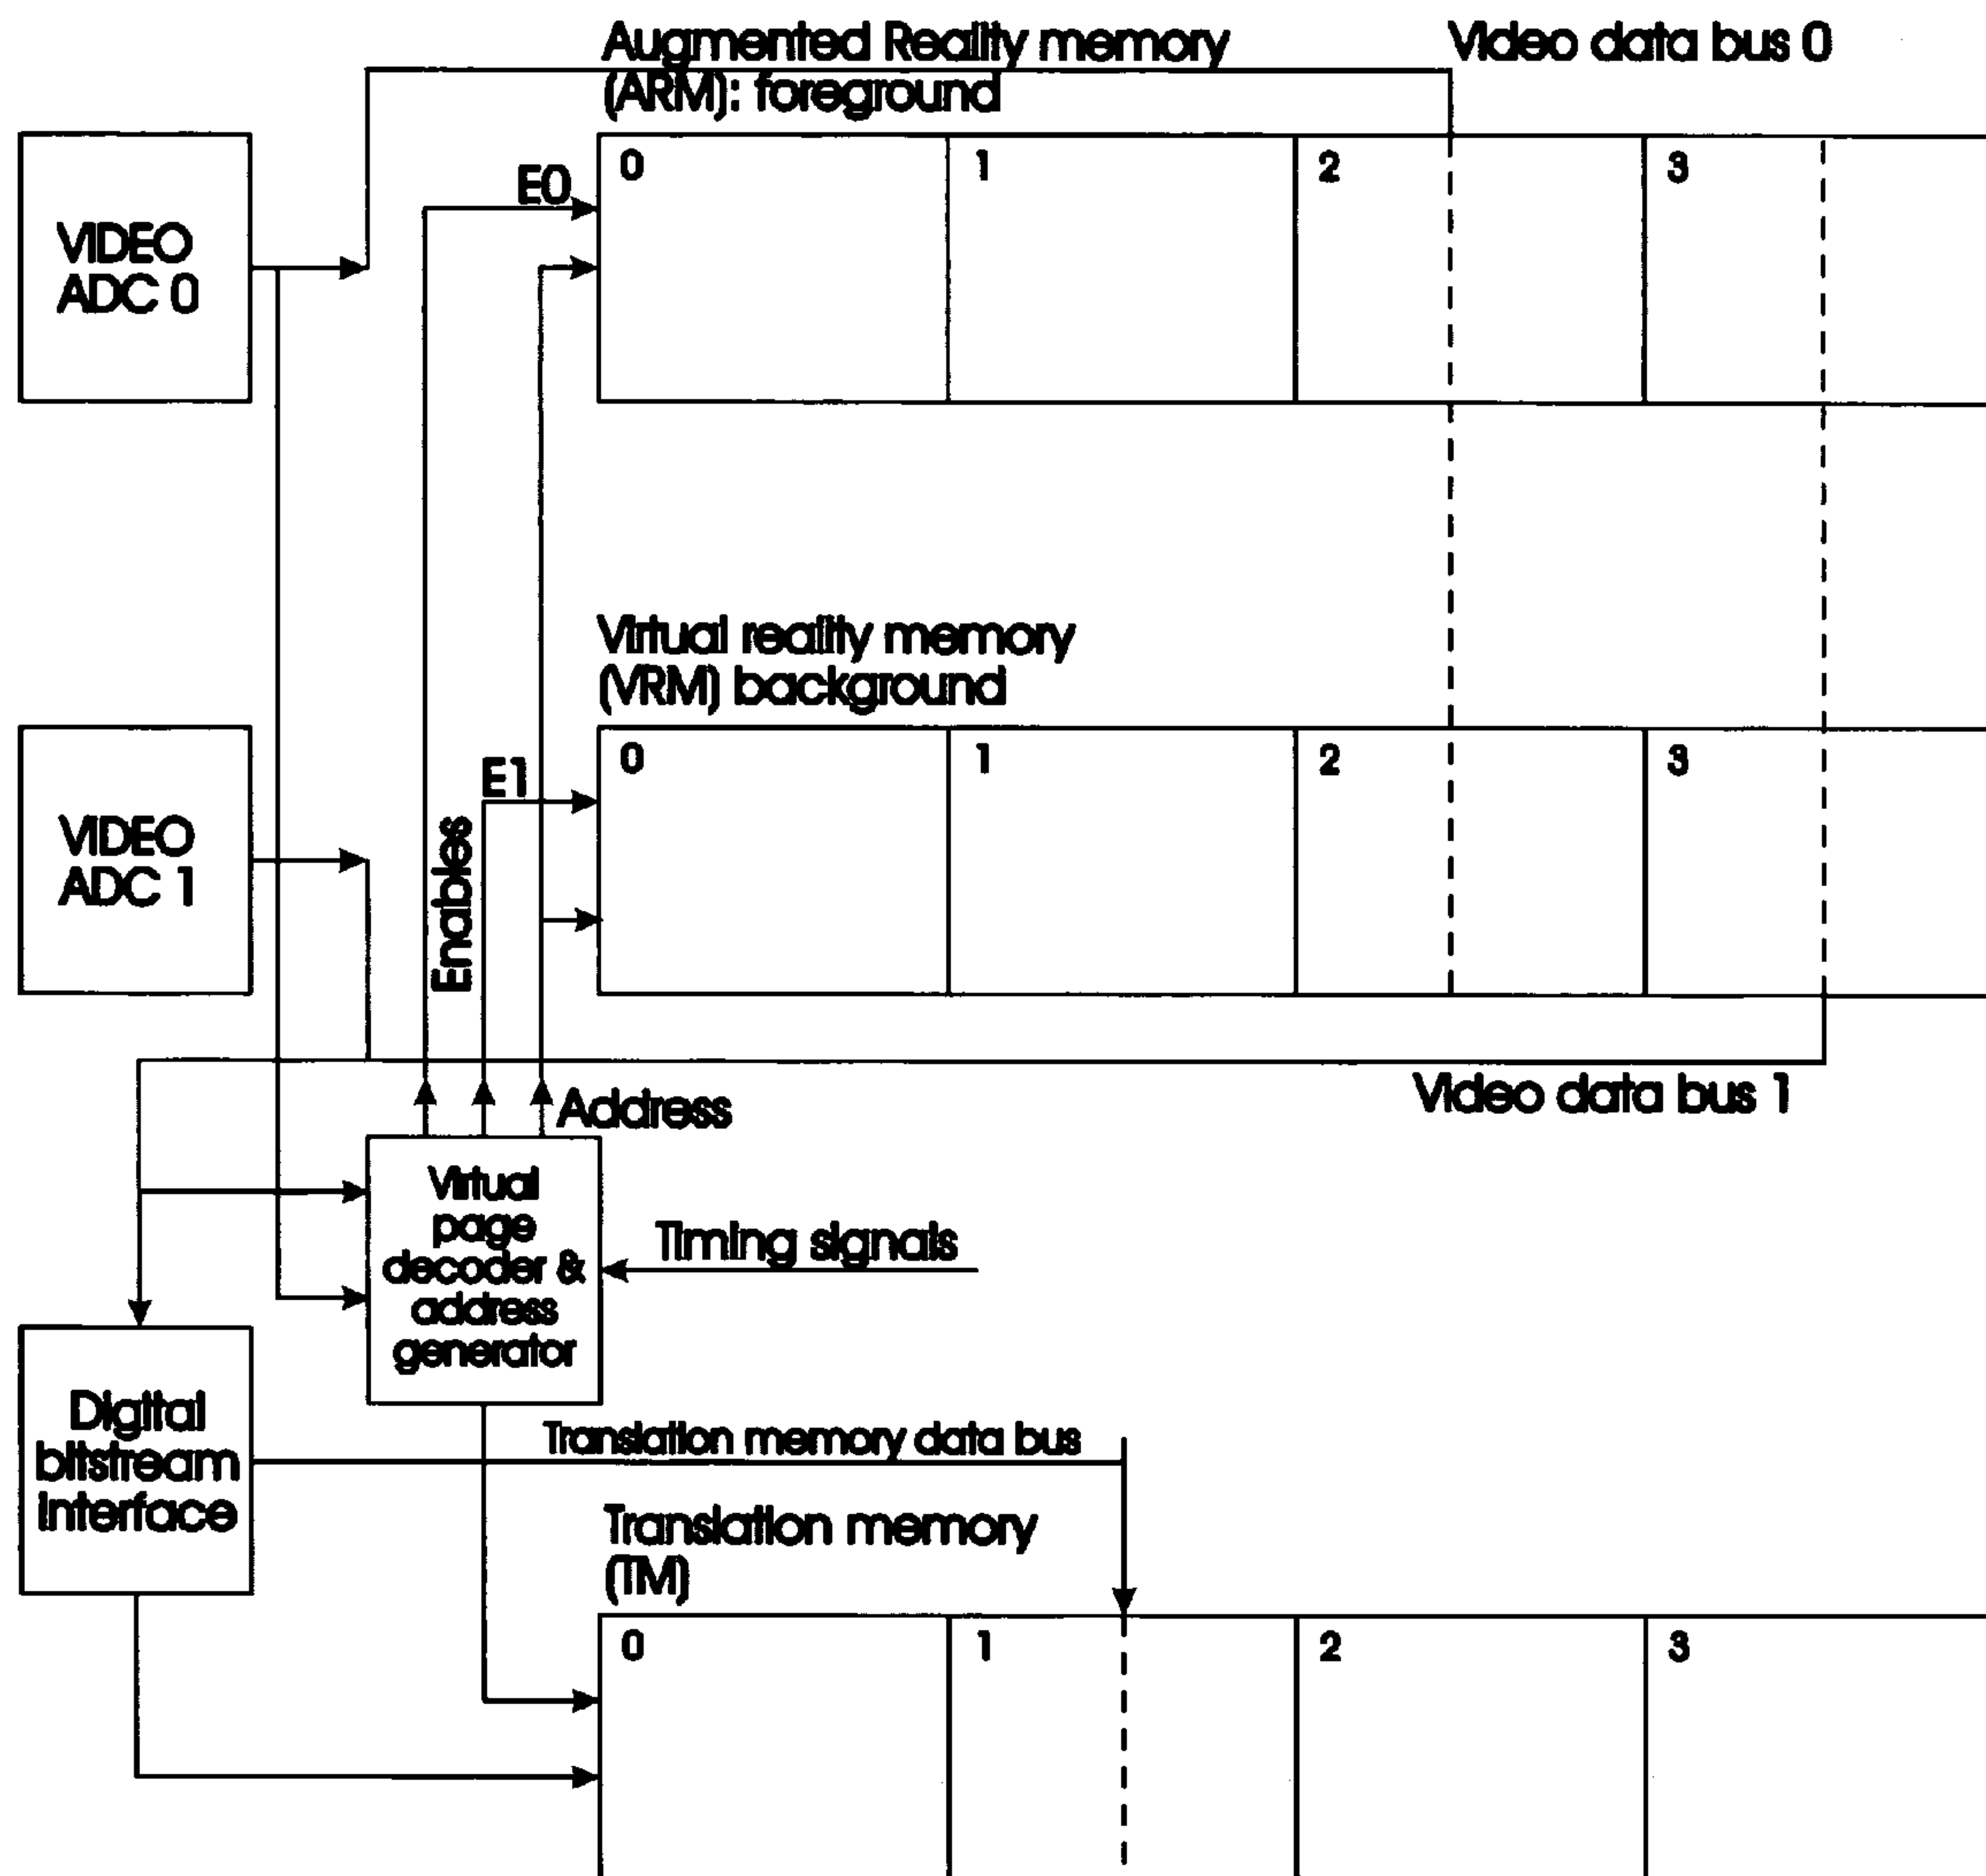 Augmented Reality memory
(ARM): foreground
Video data bus 0
VIDEO
ADC 0
E0
0
1
2
3
Virtual reality memory
(VRM) background
VIDEO
ADC 1
E1
0
1
2
3
Enables
Video data bus 1
Address
Virtual
page
decoder &
address
generator
Timing signals
Digital
bitstream
interface
Translation memory data bus
Translation memory
(TM)
0
1
2
3